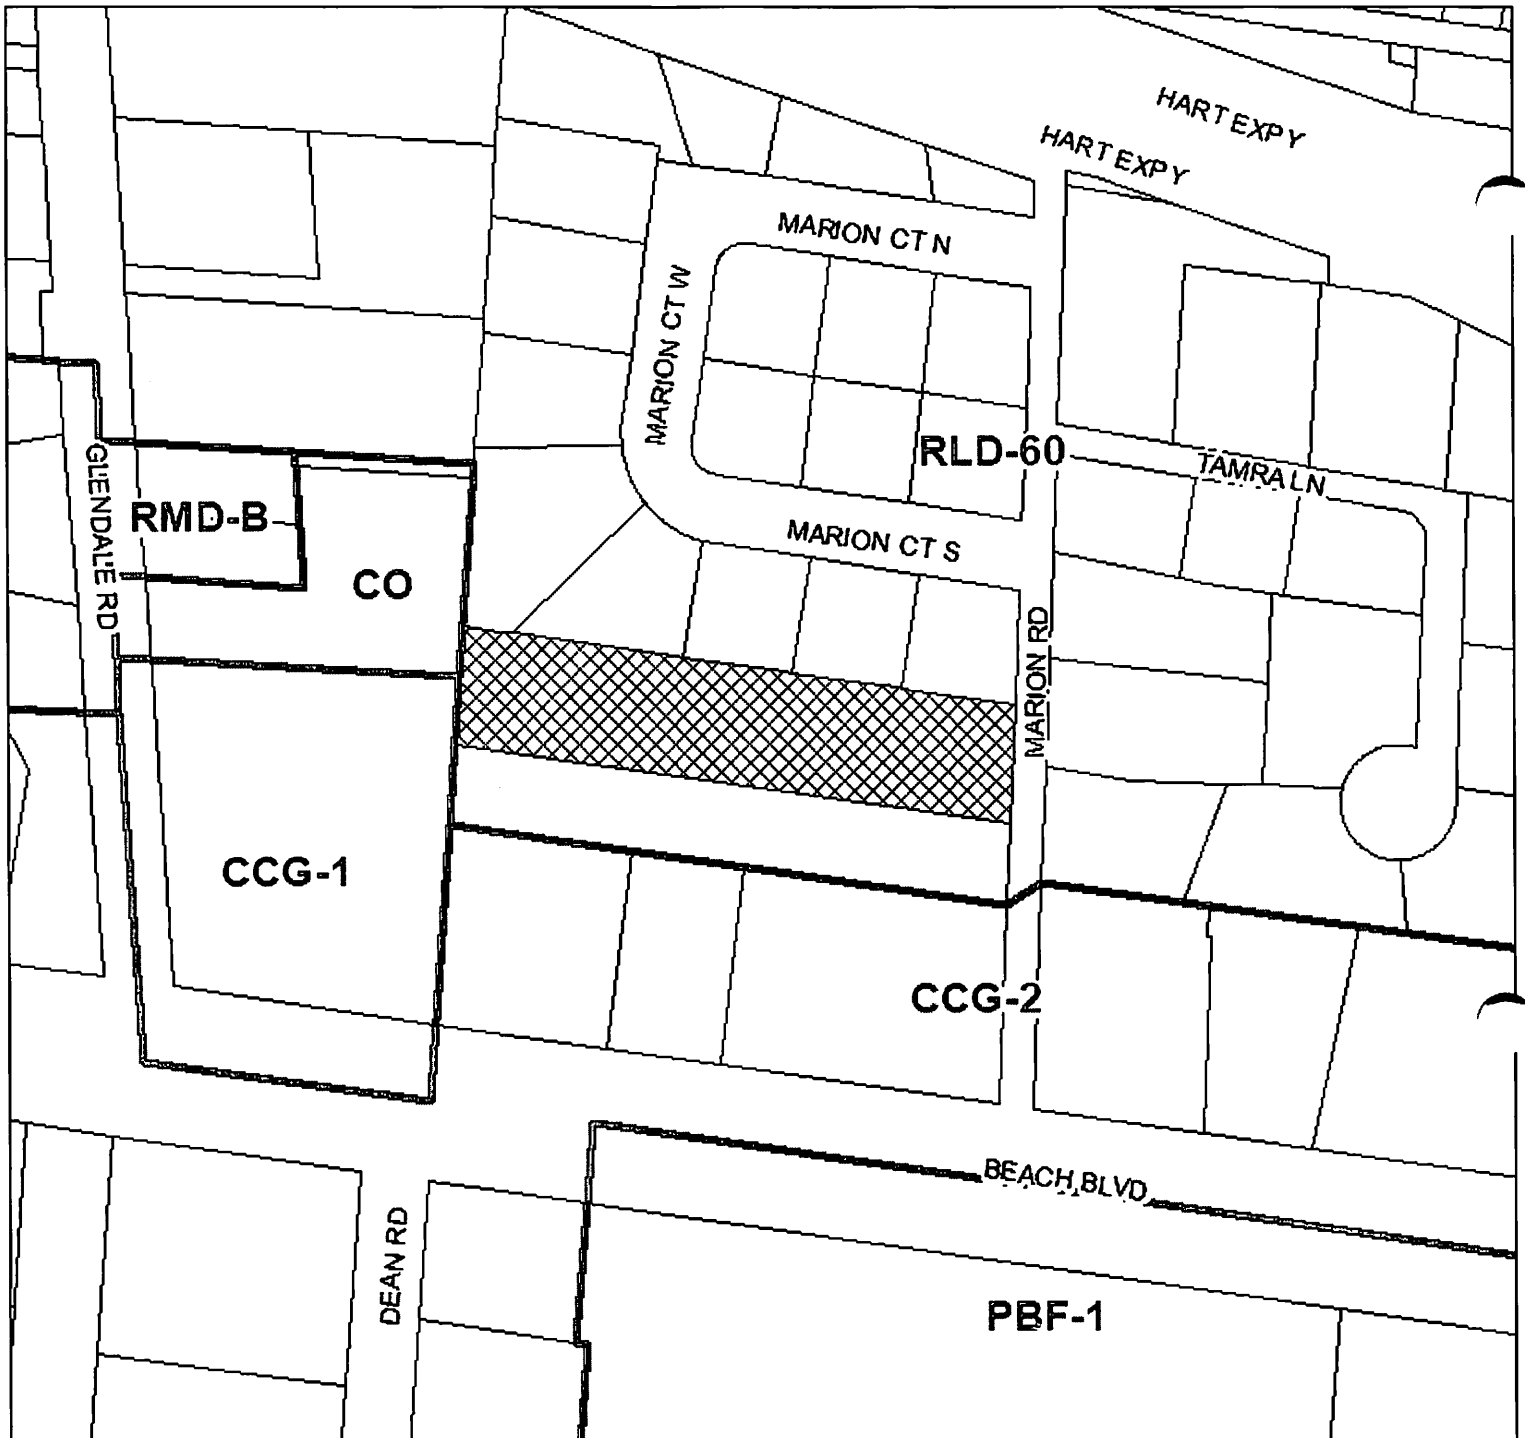 HART EXPY
HART EXPY
MARION CT N
MARION CT W
RLD-60
TAMRA LN
GLENDALE RD
RMD-B
MARION CT S
CO
MARION RD
CCG-1
CCG-2
BEACH BLVD
DEAN RD
PBF-1